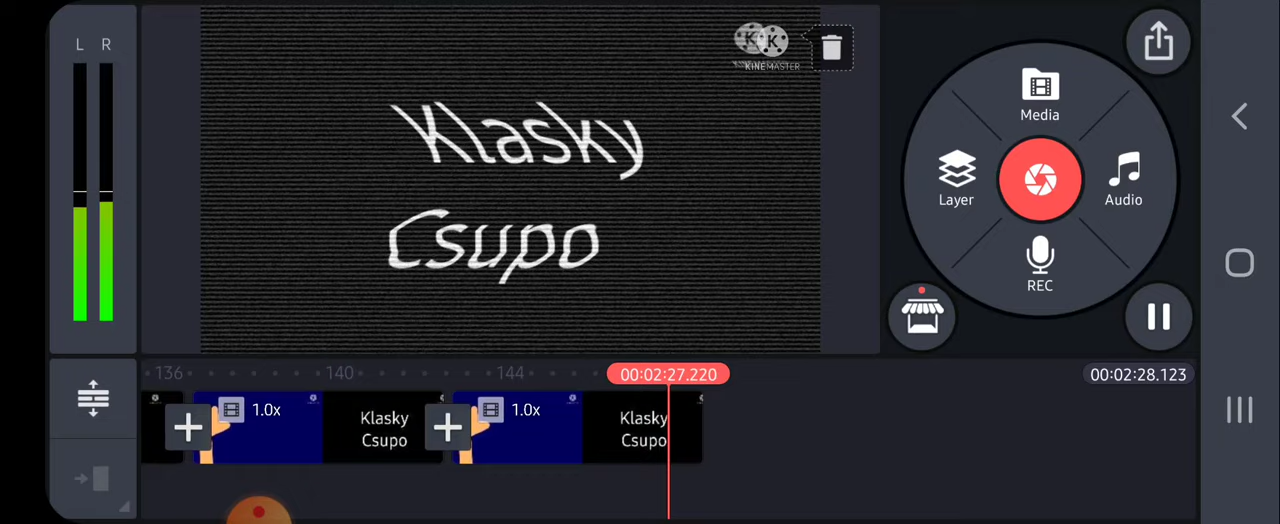 L R
Klasky
Csupo
KINEMASTER
Media
Layer
Audio
REC
136
140
144
00:02:27.220
00:02:28.123
1.0x
Klasky
Csupo
1.0x
Klasky
Csupo